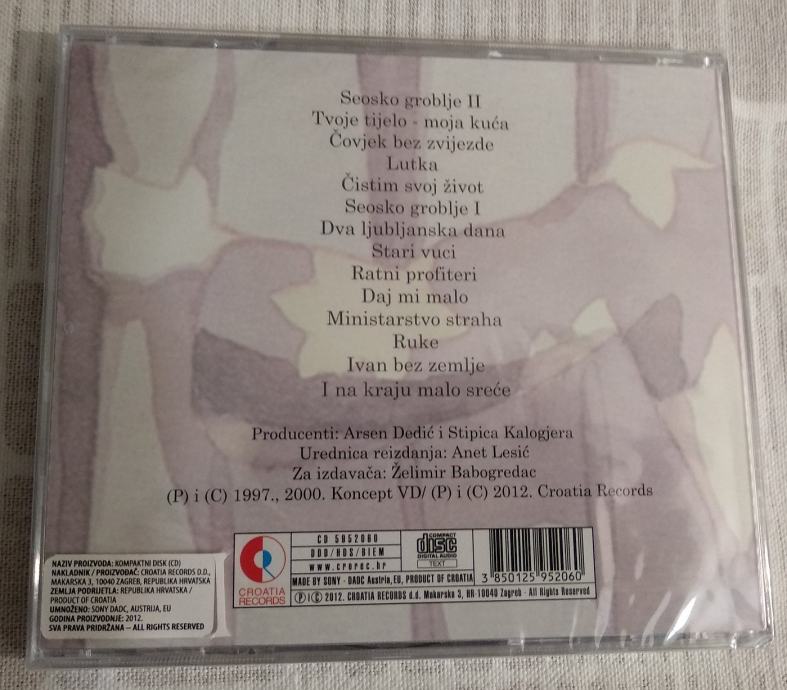 Seosko groblje II
Tvoje tijelo - moja kuća
Čovjek bez zvijezde
Lutka
Čistim svoj život
Seosko groblje I
Dva ljubljanska dana
Stari vuci
Ratni profiteri
Daj mi malo
Ministarstvo straha
Ruke
Ivan bez zemlje
I na kraju malo sreće
Producenti: Arsen Dedić i Stipica Kalogjera
Urednica reizdanja: Anet Lesić
Za izdavača: Želimir Babogredac
(P) i (C) 1997., 2000. Koncept VD/ (P) i (C) 2012. Croatia Records
NAZIV PROIZVODA: KOMPAKTNI DISK (CD)
NAKLADNIK / PROIZVOĐAČ: CROATIA RECORDS D.D.,
MAKARSKA 3, 10040 ZAGREB, REPUBLIKA HRVATSKA
ZEMLJA PODRIJETLA: REPUBLIKA HRVATSKA /
PRODUCT OF CROATIA
UMNOŽENO: SONY DADC, AUSTRIJA, EU
GODINA PROIZVODNJE: 2012.
SVA PRAVA PRIDRŽANA – ALL RIGHTS RESERVED
CROATIA
RECORDS
CD 5952060
DDD/HDS/BIEM
www.crorec.hr
MADE BY SONY - DADC Austria, EU, PRODUCT OF CROATIA
Ⓟ i Ⓒ 2012. CROATIA RECORDS d.d. Makarska 3, HR-10040 Zagreb - All Rights Reserved
COMPACT
disc
DIGITAL AUDIO
TEXT
3 850125 952060